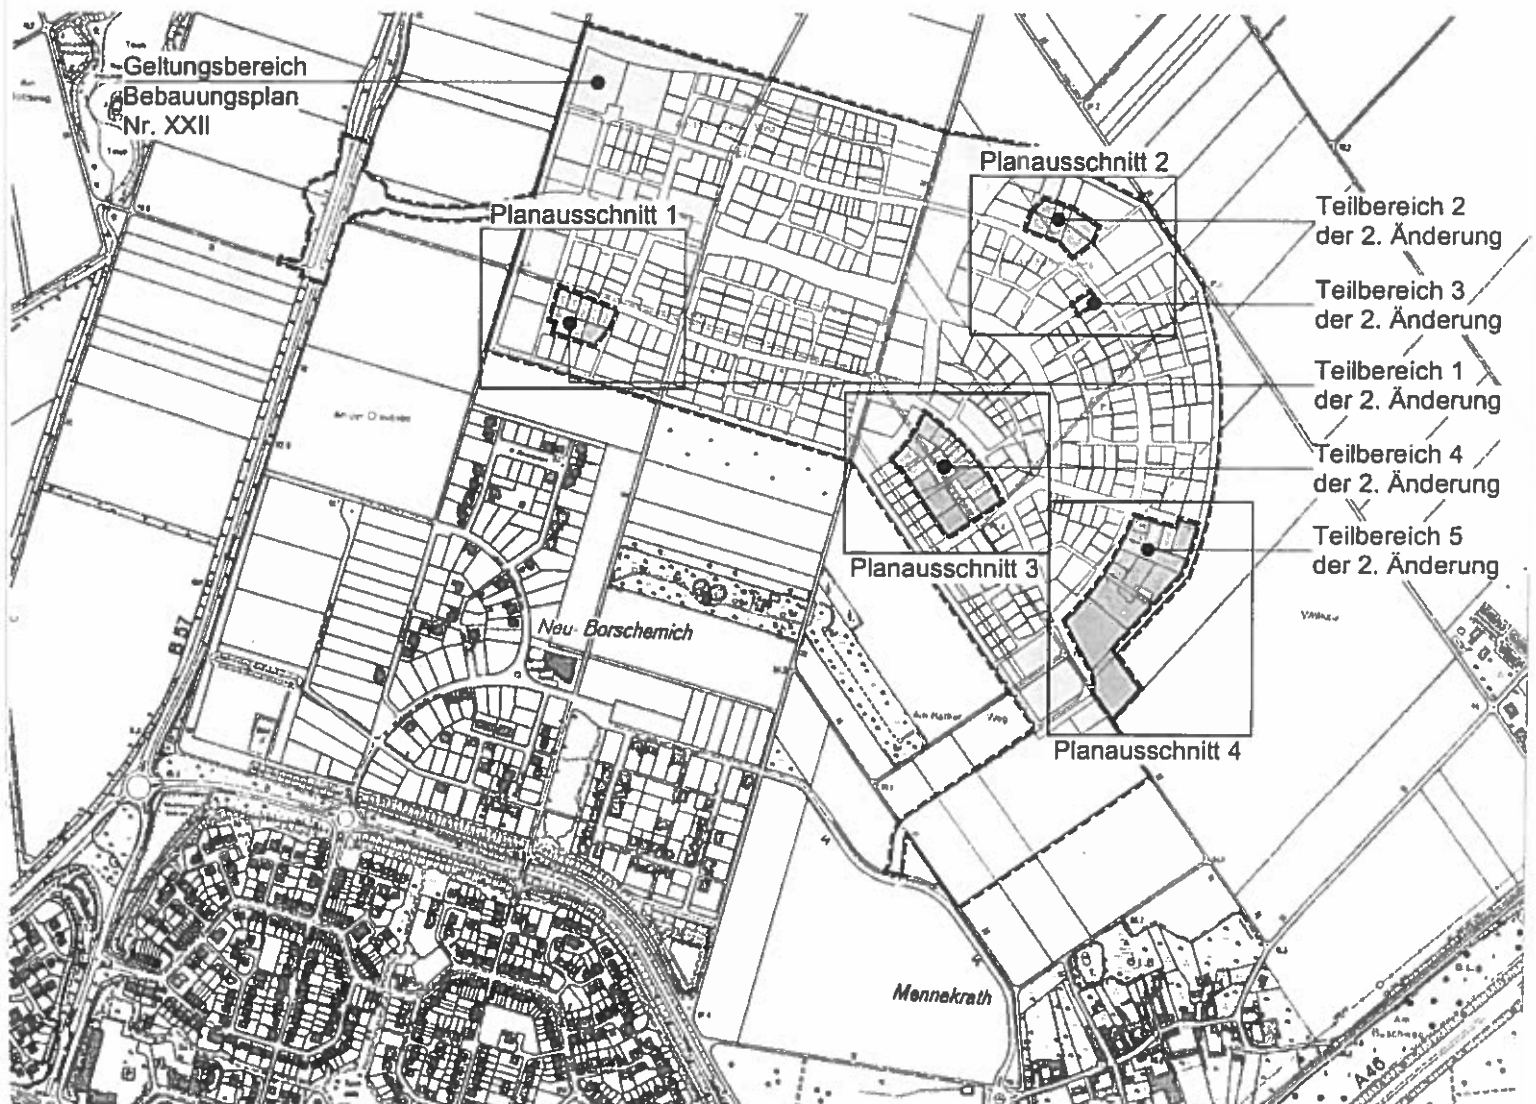 Geltungsbereich
Bebauungsplan
Nr. XXII
Planausschnitt 2
Planausschnitt 1
Teilbereich 2
der 2. Änderung
Teilbereich 3
der 2. Änderung
Teilbereich 1
der 2. Änderung
Teilbereich 4
der 2. Änderung
Teilbereich 5
der 2. Änderung
Planausschnitt 3
Planausschnitt 4
Neu-Borschemich
B 57
Mennekrath
A46
Am